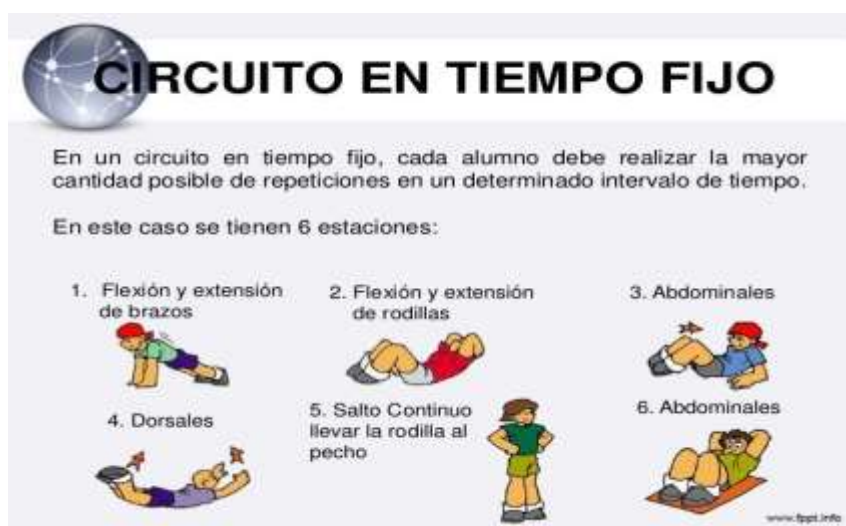 CIRCUITO EN TIEMPO FIJO
En un circuito en tiempo fijo, cada alumno debe realizar la mayor
cantidad posible de repeticiones en un determinado intervalo de tiempo.
En este caso se tienen 6 estaciones:
1. Flexión y extensión
de brazos
2. Flexión y extensión
de rodillas
3. Abdominales
4. Dorsales
5. Salto Continuo
llevar la rodilla al
pecho
6. Abdominales
www.fppt.info